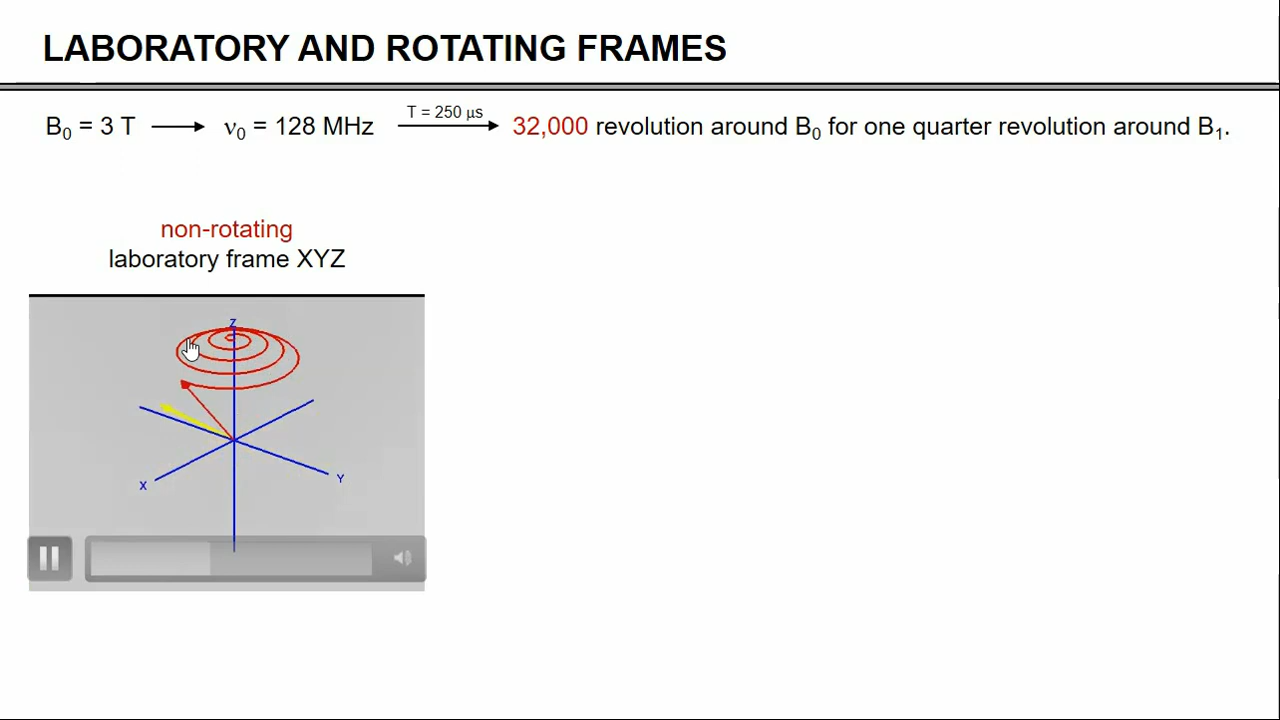 LABORATORY AND ROTATING FRAMES
B₀ = 3 T ⟶ ν₀ = 128 MHz T = 250 μs ⟶ 32,000 revolution around B₀ for one quarter revolution around B₁.
non-rotating
laboratory frame XYZ
Z
X
Y